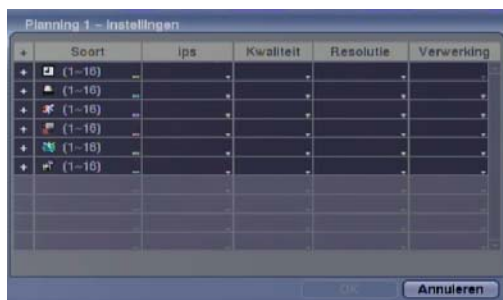 Planning 1 – Instellingen
+ Soort ips Kwaliteit Resolutie Verwerking
+ (1~16)
+ (1~16)
+ (1~16)
+ (1~16)
+ (1~16)
+ (1~16)
OK Annuleren